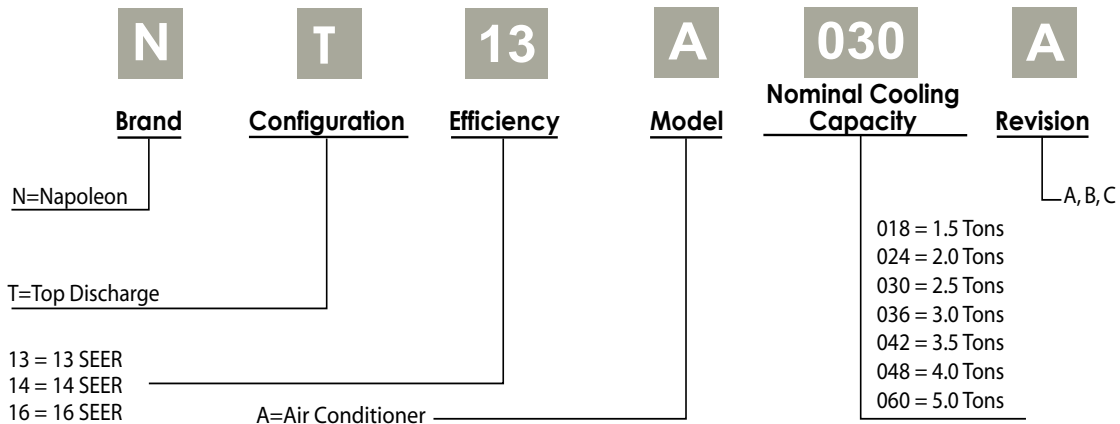 N T 13 A 030 A
Brand Configuration Efficiency Model Nominal Cooling Capacity Revision
N=Napoleon
A, B, C
T=Top Discharge
018 = 1.5 Tons
024 = 2.0 Tons
030 = 2.5 Tons
036 = 3.0 Tons
042 = 3.5 Tons
048 = 4.0 Tons
060 = 5.0 Tons
13 = 13 SEER
14 = 14 SEER
16 = 16 SEER
A=Air Conditioner